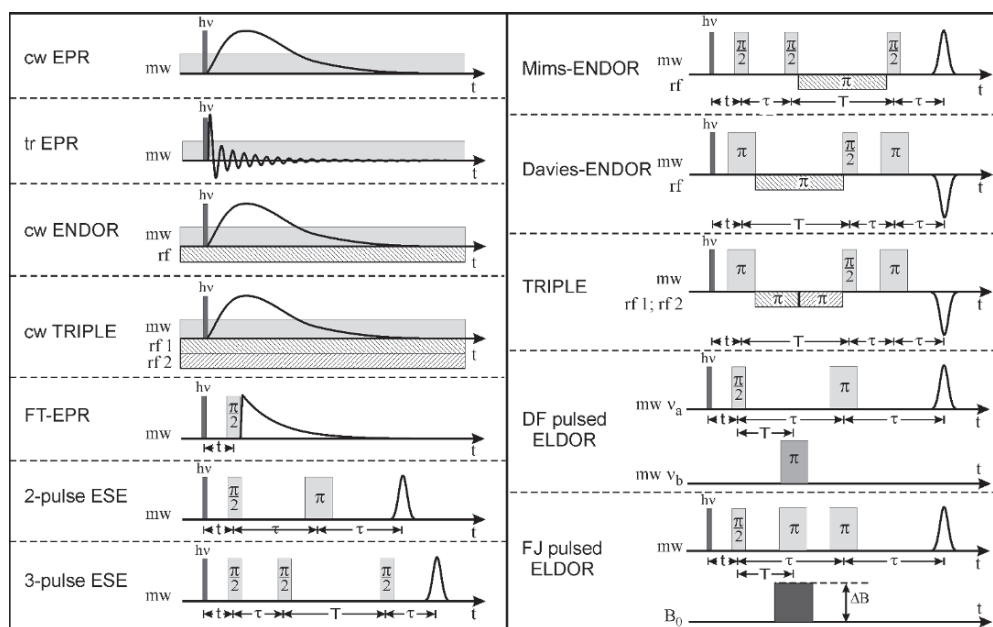 hν
cw EPR
mw
t
hν
tr EPR
mw
t
hν
cw ENDOR
mw
rf
t
hν
cw TRIPLE
mw
rf 1
rf 2
t
hν
FT-EPR
π/2
mw
t
t
hν
2-pulse ESE
π/2
π
mw
t
t τ τ
hν
3-pulse ESE
π/2 π/2 π/2
mw
t
t τ T τ
hν
π/2 π/2 π/2
Mims-ENDOR
mw
rf
π
t
t τ T τ
hν
Davies-ENDOR
π π/2 π
mw
rf
π
t
t T τ τ
hν
TRIPLE
π π/2 π
mw
rf 1; rf 2
π π
t
t T τ τ
hν
π/2 π
mw νa
t
DF pulsed
ELDOR
t τ τ
T
π
mw νb
t
hν
π/2 π π
FJ pulsed
ELDOR
mw
t
t τ τ
T
ΔB
B0
t